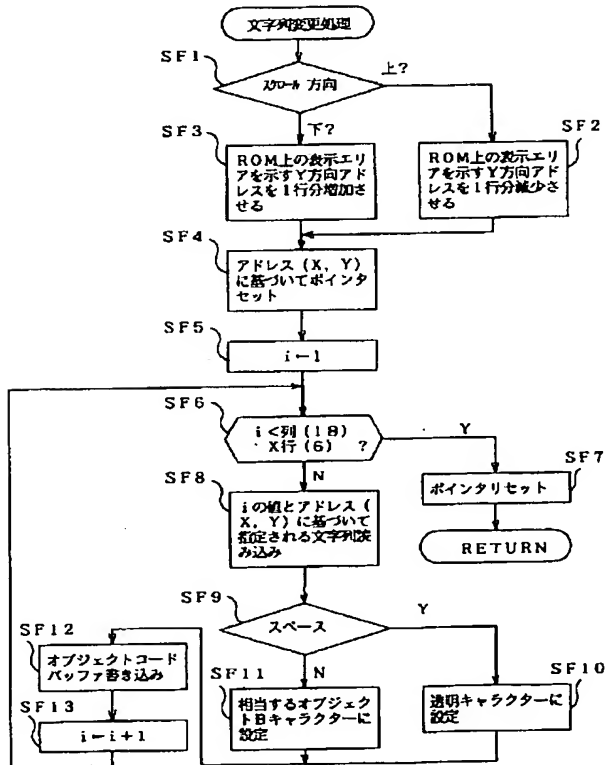 文字列変更処理
SF1
スクロール 方向
上?
SF3
下?
SF2
ROM上の表示エリ
アを示すY方向ア
ドレスを1行分増加さ
せる
ROM上の表示エリ
アを示すY方向アド
レスを1行分減少さ
せる
SF4
アドレス(X, Y)
に基づいてポインタ
セット
SF5
i←1
SF6
i<列(18)
X行(6) ?
Y
N
SF7
ポインタリセット
RETURN
SF8
iの値とアドレス(
X, Y)に基づいて
指定される文字列読
み込み
SF9
スペース
Y
N
SF12
オブジェクトコード
バッファ書き込み
SF11
相当するオブジェク
トBキャラクターに
設定
SF10
透明キャラクターに
設定
SF13
i←i+1